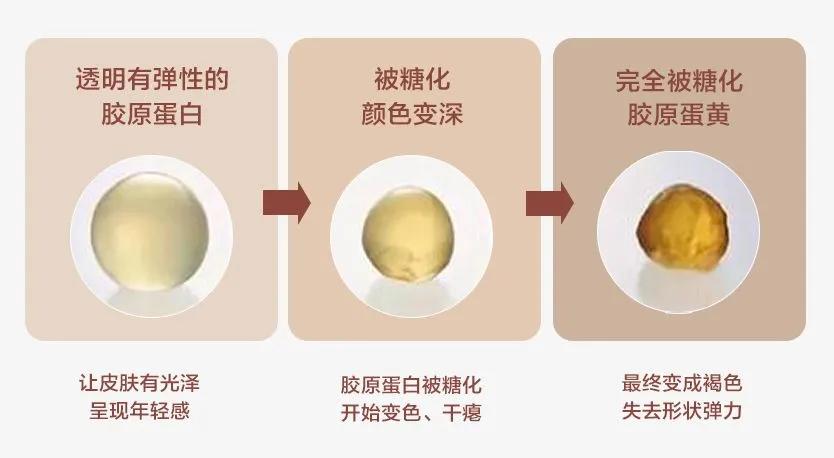 透明有弹性的
胶原蛋白
被糖化
颜色变深
完全被糖化
胶原蛋黄
让皮肤有光泽
呈现年轻感
胶原蛋白被糖化
开始变色、干瘪
最终变成褐色
失去形状弹力